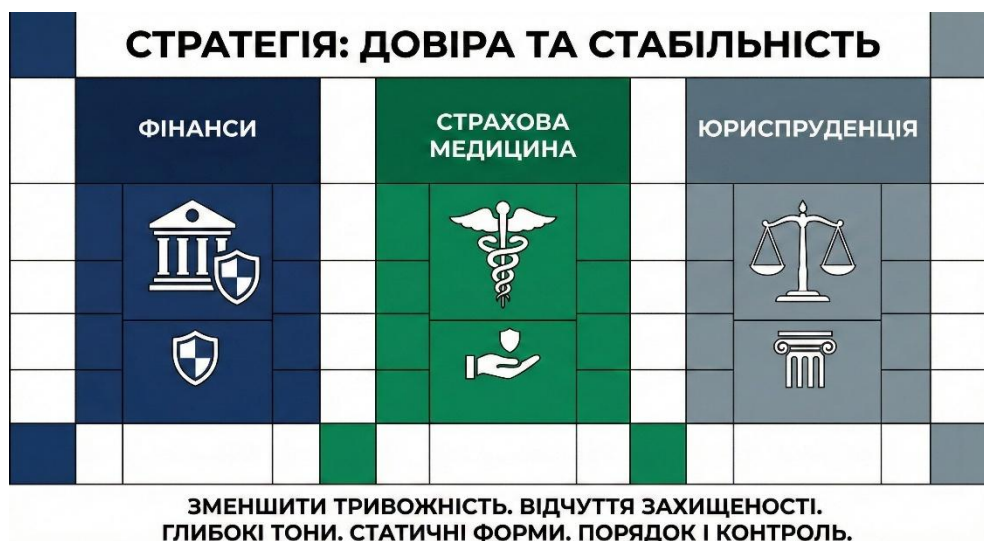 СТРАТЕГІЯ: ДОВІРА ТА СТАБІЛЬНІСТЬ
ФІНАНСИ
СТРАХОВА
МЕДИЦИНА
ЮРИСПРУДЕНЦІЯ
ЗМЕНШИТИ ТРИВОЖНІСТЬ. ВІДЧУТТЯ ЗАХИЩЕНОСТІ.
ГЛИБОКІ ТОНИ. СТАТИЧНІ ФОРМИ. ПОРЯДОК І КОНТРОЛЬ.